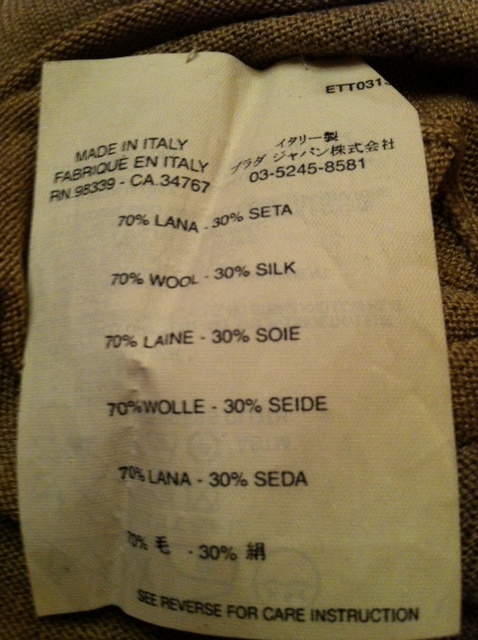 ETT031
MADE IN ITALY
FABRIQUÉ EN ITALY
RN.98339 - CA.34767
イタリー製
プラダ ジャパン株式会社
03-5245-8581
70% LANA - 30% SETA
70% WOOL - 30% SILK
70% LAINE - 30% SOIE
70% WOLLE - 30% SEIDE
70% LANA - 30% SEDA
70% 毛 - 30% 絹
SEE REVERSE FOR CARE INSTRUCTION